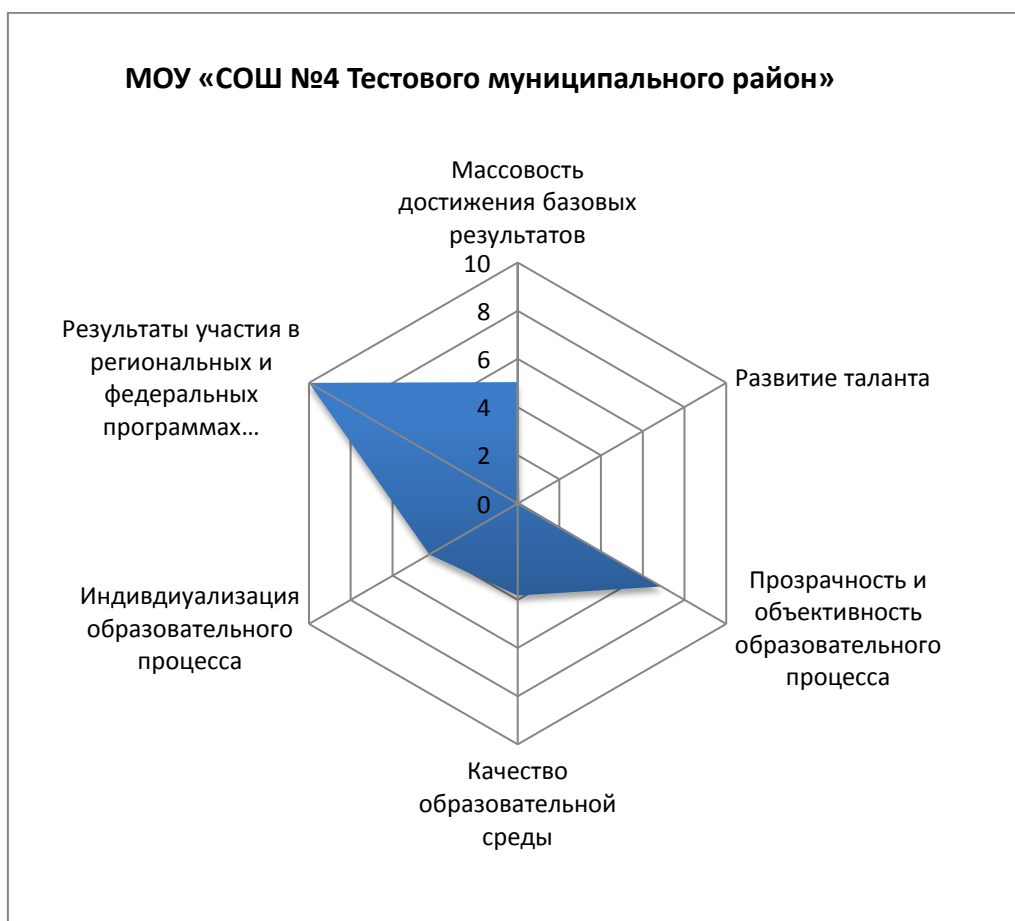 МОУ «СОШ №4 Тестового муниципального район»
Массовость
достижения базовых
результатов
10
8
6
4
2
0
Развитие таланта
Прозрачность и
объективность
образовательного
процесса
Качество
образовательной
среды
Индивдиуализация
образовательного
процесса
Результаты участия в
региональных и
федеральных
программах...